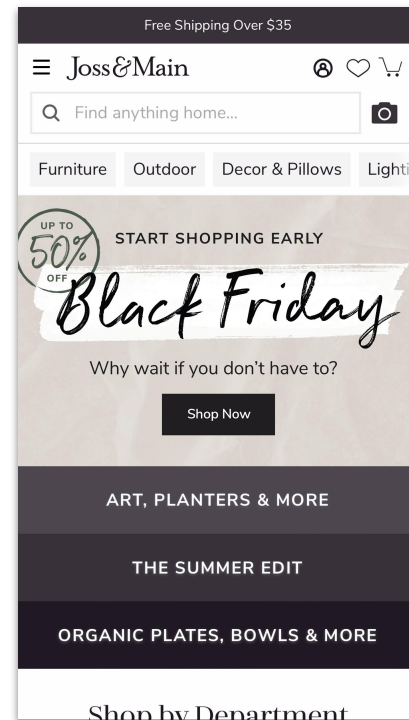 Free Shipping Over $35
Joss&Main
Find anything home...
Furniture Outdoor Decor & Pillows Lighti
UP TO
50%
OFF
START SHOPPING EARLY
Black Friday
Why wait if you don’t have to?
Shop Now
ART, PLANTERS & MORE
THE SUMMER EDIT
ORGANIC PLATES, BOWLS & MORE
Shop by Department